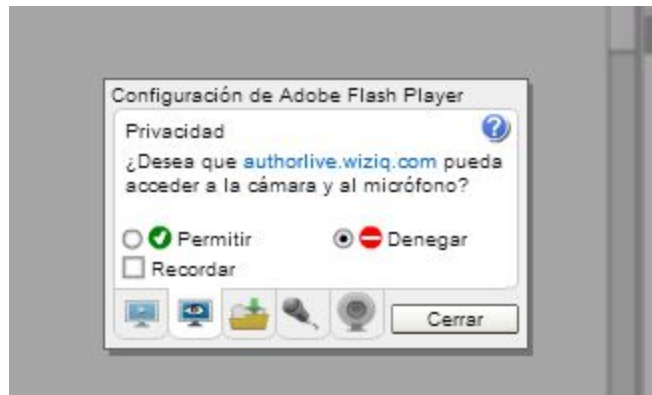 Configuración de Adobe Flash Player
Privacidad
¿Desea que authorlive.wiziq.com pueda
acceder a la cámara y al micrófono?
Permitir Denegar
Recordar
Cerrar